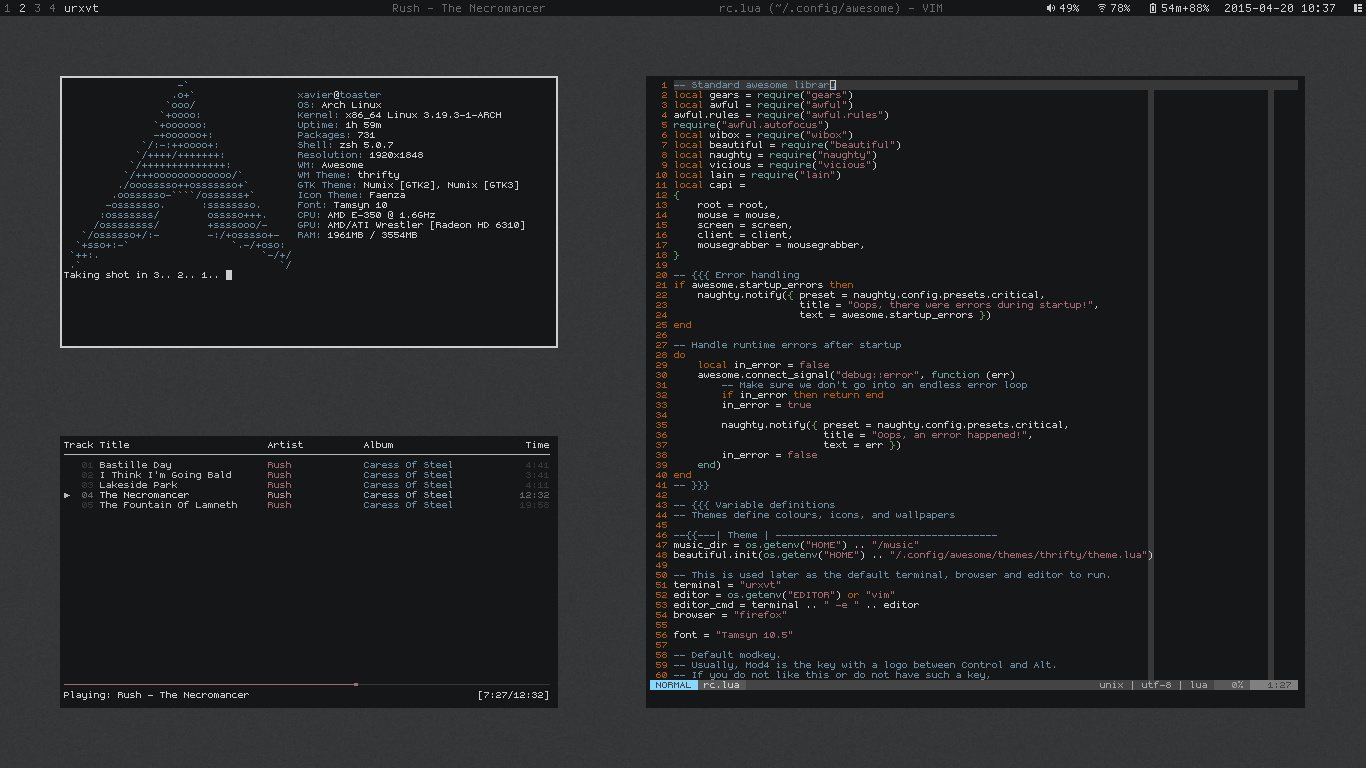 1 2 3 4 urxvt Rush - The Necromancer rc.lua (~/.config/awesome) - VIM 49% 78% 54m+88% 2015-04-20 10:37
xavier@toaster
OS: Arch Linux
Kernel: x86_64 Linux 3.19.3-1-ARCH
Uptime: 1h 59m
Packages: 731
Shell: zsh 5.0.7
Resolution: 1920x1848
WM: Awesome
WM Theme: thrifty
GTK Theme: Numix [GTK2], Numix [GTK3]
Icon Theme: Faenza
Font: Tamsyn 10
CPU: AMD E-350 @ 1.6GHz
GPU: AMD/ATI Wrestler [Radeon HD 6310]
RAM: 1961MB / 3554MB
Taking shot in 3.. 2.. 1..
Track Title Artist Album Time
01 Bastille Day Rush Caress Of Steel 4:41
02 I Think I'm Going Bald Rush Caress Of Steel 3:41
03 Lakeside Park Rush Caress Of Steel 4:11
▶ 04 The Necromancer Rush Caress Of Steel 12:32
05 The Fountain Of Lamneth Rush Caress Of Steel 19:58
Playing: Rush - The Necromancer [7:27/12:32]
1 -- Standard awesome library
2 local gears = require("gears")
3 local awful = require("awful")
4 awful.rules = require("awful.rules")
5 require("awful.autofocus")
6 local wibox = require("wibox")
7 local beautiful = require("beautiful")
8 local naughty = require("naughty")
9 local vicious = require("vicious")
10 local lain = require("lain")
11 local capi =
12 {
13 root = root,
14 mouse = mouse,
15 screen = screen,
16 client = client,
17 mousegrabber = mousegrabber,
18 }
19
20 -- {{{ Error handling
21 if awesome.startup_errors then
22 naughty.notify({ preset = naughty.config.presets.critical,
23 title = "Oops, there were errors during startup!",
24 text = awesome.startup_errors })
25 end
26
27 -- Handle runtime errors after startup
28 do
29 local in_error = false
30 awesome.connect_signal("debug::error", function (err)
31 -- Make sure we don't go into an endless error loop
32 if in_error then return end
33 in_error = true
34
35 naughty.notify({ preset = naughty.config.presets.critical,
36 title = "Oops, an error happened!",
37 text = err })
38 in_error = false
39 end)
40 end
41 -- }}}
42
43 -- {{{ Variable definitions
44 -- Themes define colours, icons, and wallpapers
45
46 --{{---| Theme | -------------------------------------
47 music_dir = os.getenv("HOME") .. "/music"
48 beautiful.init(os.getenv("HOME") .. "/.config/awesome/themes/thrifty/theme.lua")
49
50 -- This is used later as the default terminal, browser and editor to run.
51 terminal = "urxvt"
52 editor = os.getenv("EDITOR") or "vim"
53 editor_cmd = terminal .. " -e " .. editor
54 browser = "firefox"
55
56 font = "Tamsyn 10.5"
57
58 -- Default modkey.
59 -- Usually, Mod4 is the key with a logo between Control and Alt.
60 -- If you do not like this or do not have such a key,
NORMAL rc.lua unix | utf-8 | lua 0% 1:27